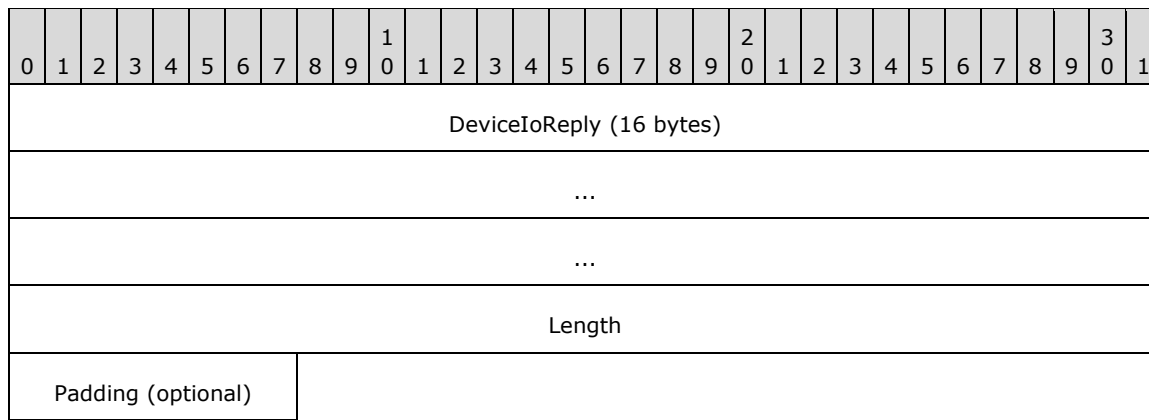 1 2 3
0 1 2 3 4 5 6 7 8 9 0 1 2 3 4 5 6 7 8 9 0 1 2 3 4 5 6 7 8 9 0 1
DeviceIoReply (16 bytes)
...
...
Length
Padding (optional)